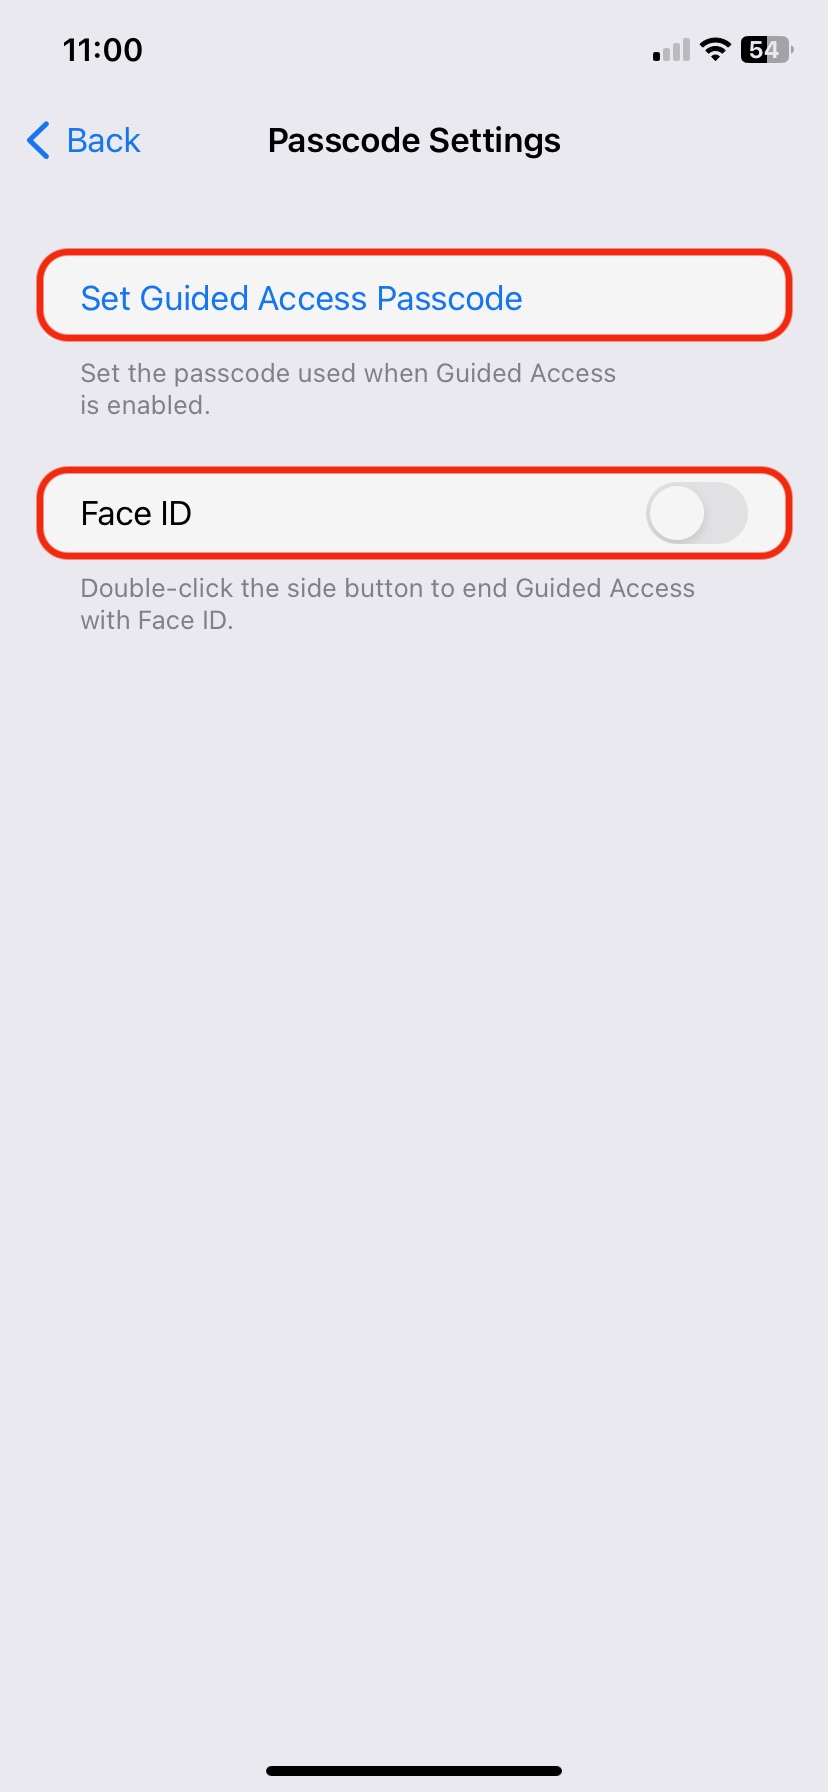 11:00
54
Back
Passcode Settings
Set Guided Access Passcode
Set the passcode used when Guided Access
is enabled.
Face ID
Double-click the side button to end Guided Access
with Face ID.